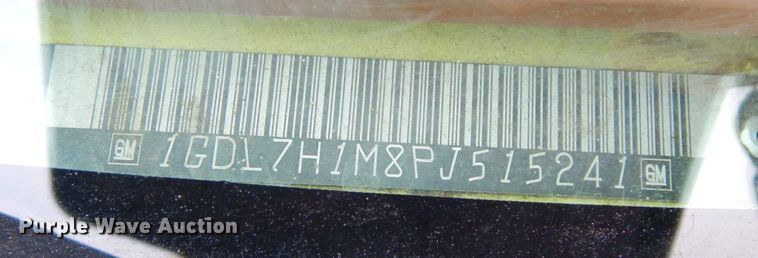 GM 1GDL7H1M8PJ515241 GM
Purple Wave Auction